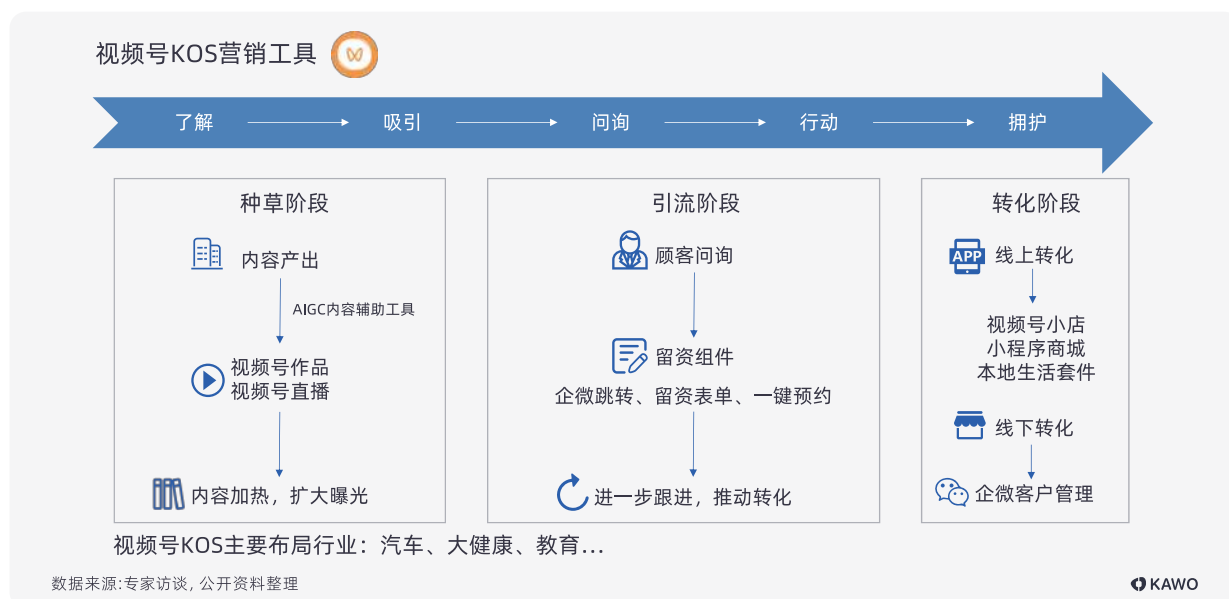 视频号KOS营销工具
了解
吸引
问询
行动
拥护
种草阶段
内容产出
AIGC内容辅助工具
视频号作品
视频号直播
内容加热，扩大曝光
引流阶段
顾客问询
留资组件
企微跳转、留资表单、一键预约
进一步跟进，推动转化
转化阶段
APP
线上转化
视频号小店
小程序商城
本地生活套件
线下转化
企微客户管理
视频号KOS主要布局行业：汽车、大健康、教育...
数据来源:专家访谈, 公开资料整理
KAWO